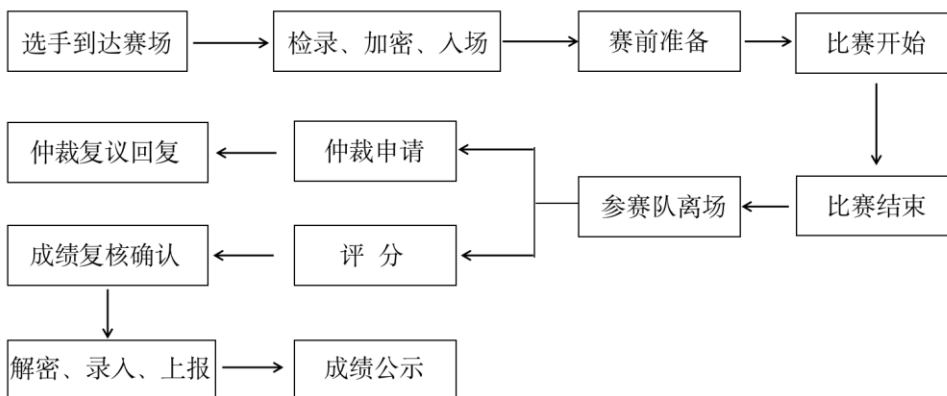 选手到达赛场
检录、加密、入场
赛前准备
比赛开始
仲裁复议回复
仲裁申请
参赛队离场
比赛结束
成绩复核确认
评 分
解密、录入、上报
成绩公示